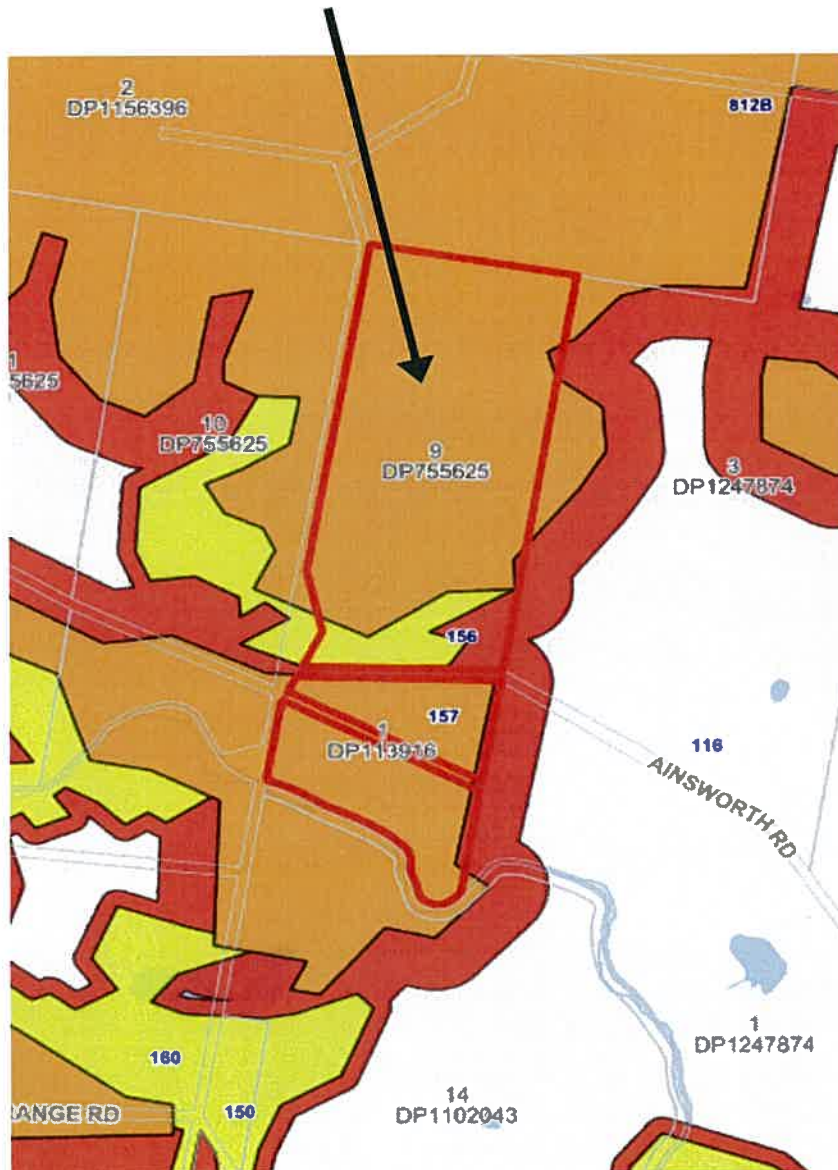 2
DP1156396
812B
1
5625
10
DP755625
9
DP755625
3
DP1247874
156
157
1
DP113916
116
AINSWORTH RD
1
DP1247874
160
150
RANGE RD
14
DP1102043